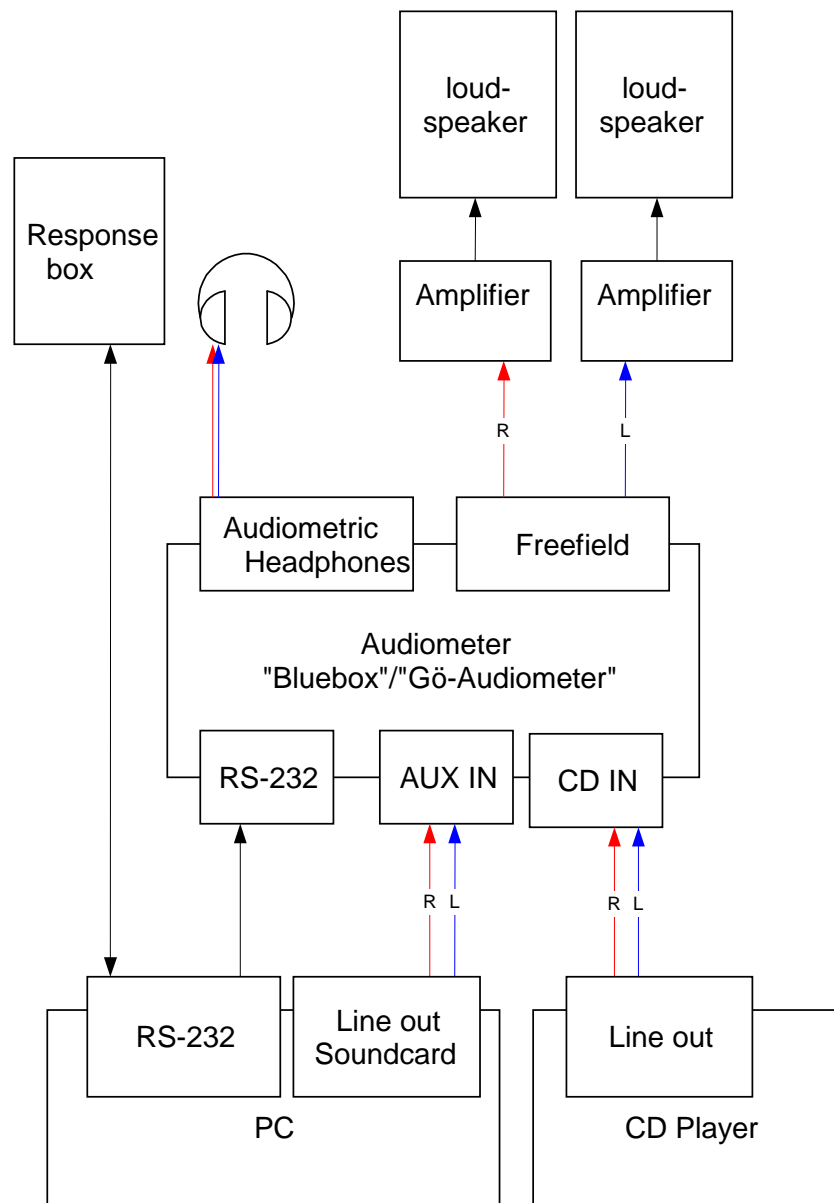 loud-
speaker
loud-
speaker
Response
box
Amplifier
Amplifier
R
L
Audiometric
Headphones
Freefield
Audiometer
"Bluebox"/"Gö-Audiometer"
RS-232
AUX IN
CD IN
R
L
R
L
RS-232
Line out
Soundcard
Line out
PC
CD Player